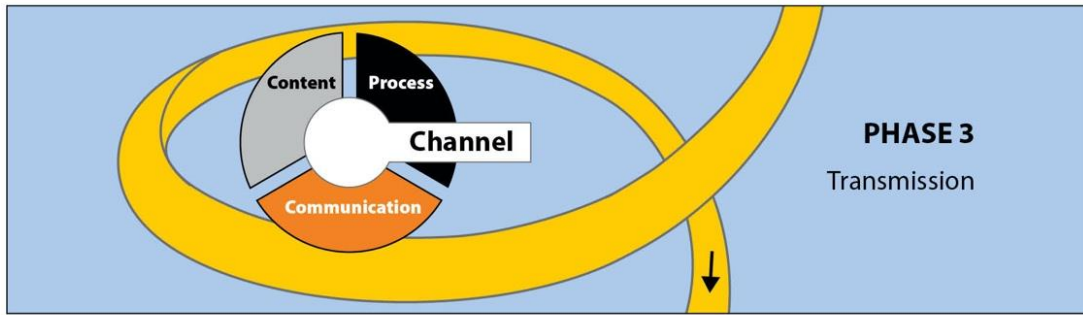 Content
Process
Channel
Communication
PHASE 3
Transmission